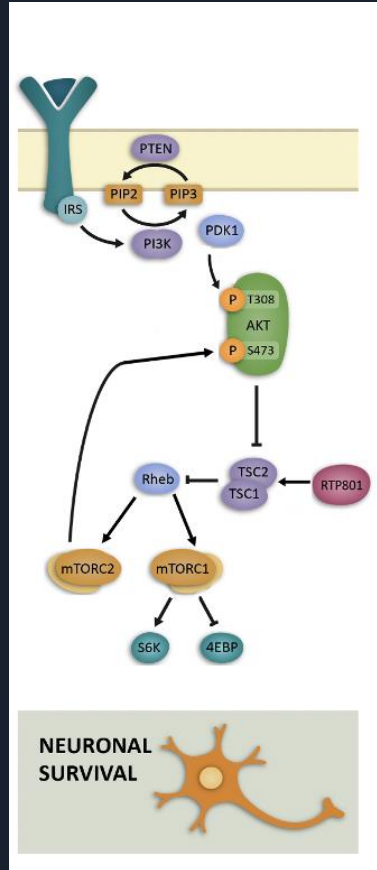 PTEN
PIP2
PIP3
IRS
PI3K
PDK1
P
T308
AKT
P
S473
TSC2
TSC1
Rheb
RTP801
mTORC2
mTORC1
S6K
4EBP
NEURONAL
SURVIVAL